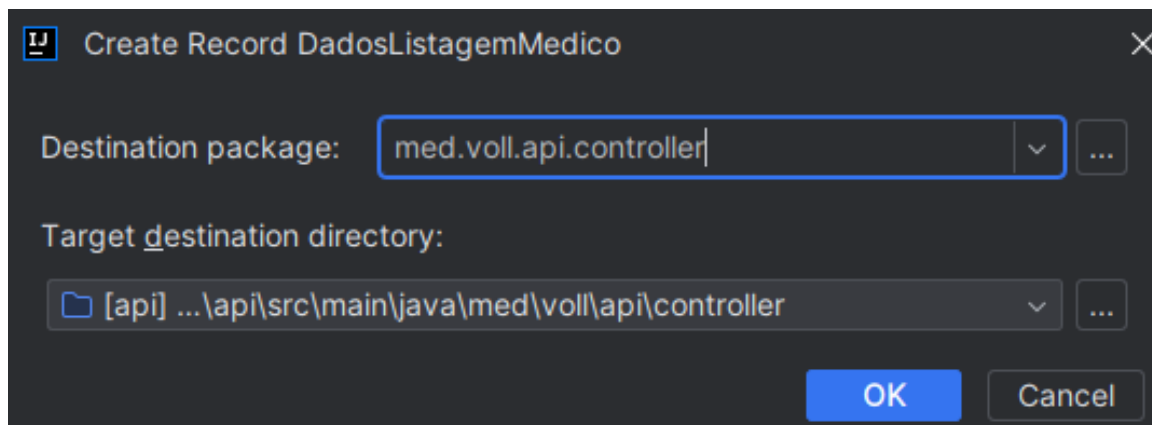 IJ Create Record DadosListagemMedico
Destination package: med.voll.api.controller ...
Target destination directory:
[api] ...\api\src\main\java\med\voll\api\controller ...
OK Cancel